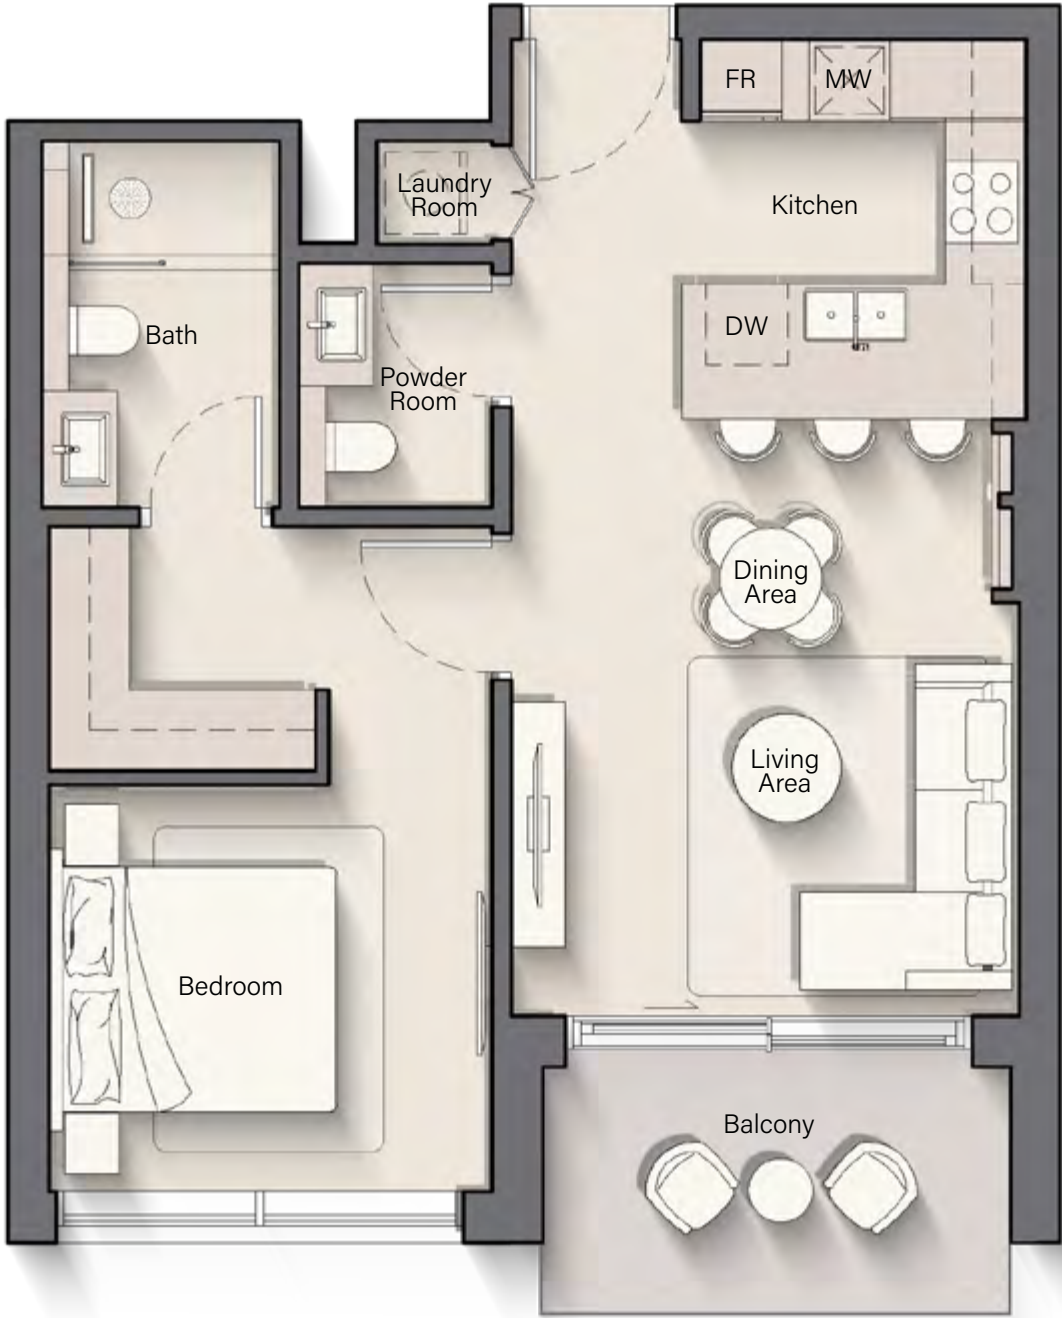 FR
MW
Laundry
Room
Kitchen
DW
Bath
Powder
Room
Dining
Area
Living
Area
Bedroom
Balcony